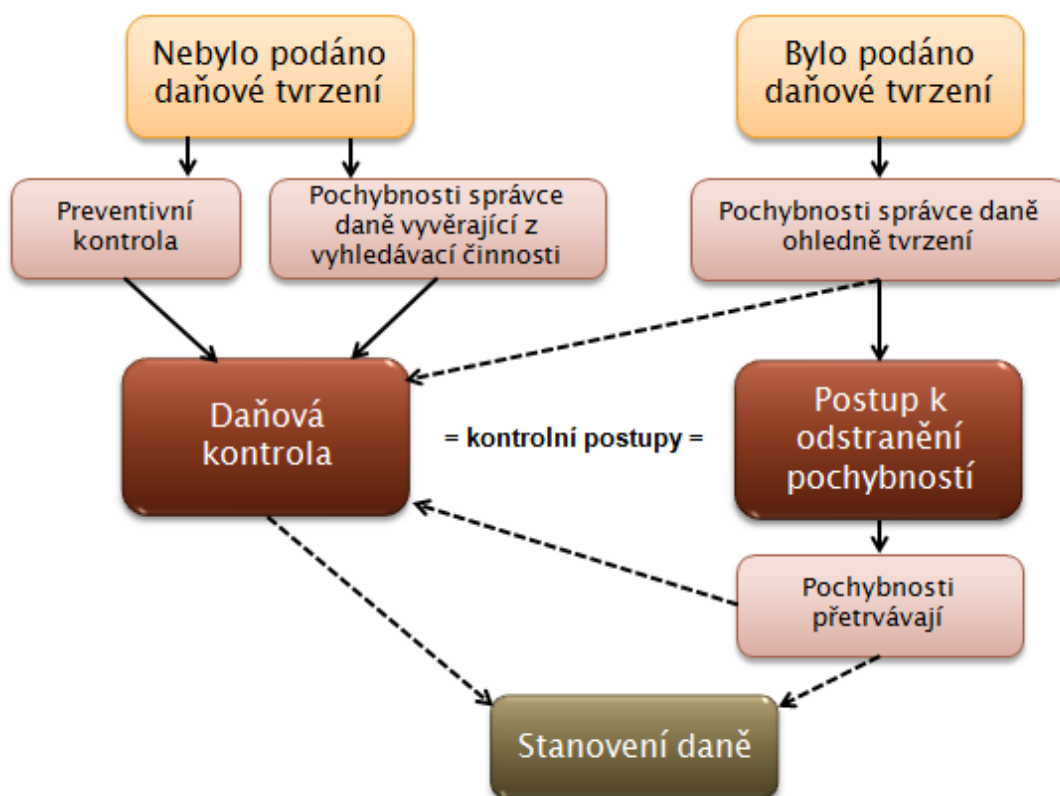 Nebylo podáno
daňové tvrzení
Bylo podáno
daňové tvrzení
Preventivní
kontrola
Pochybnosti správce
daně vyvěrající z
vyhledávací činnosti
Pochybnosti správce daně
ohledně tvrzení
Daňová
kontrola
= kontrolní postupy =
Postup k
odstranění
pochybností
Pochybnosti
přetrvávají
Stanovení daně